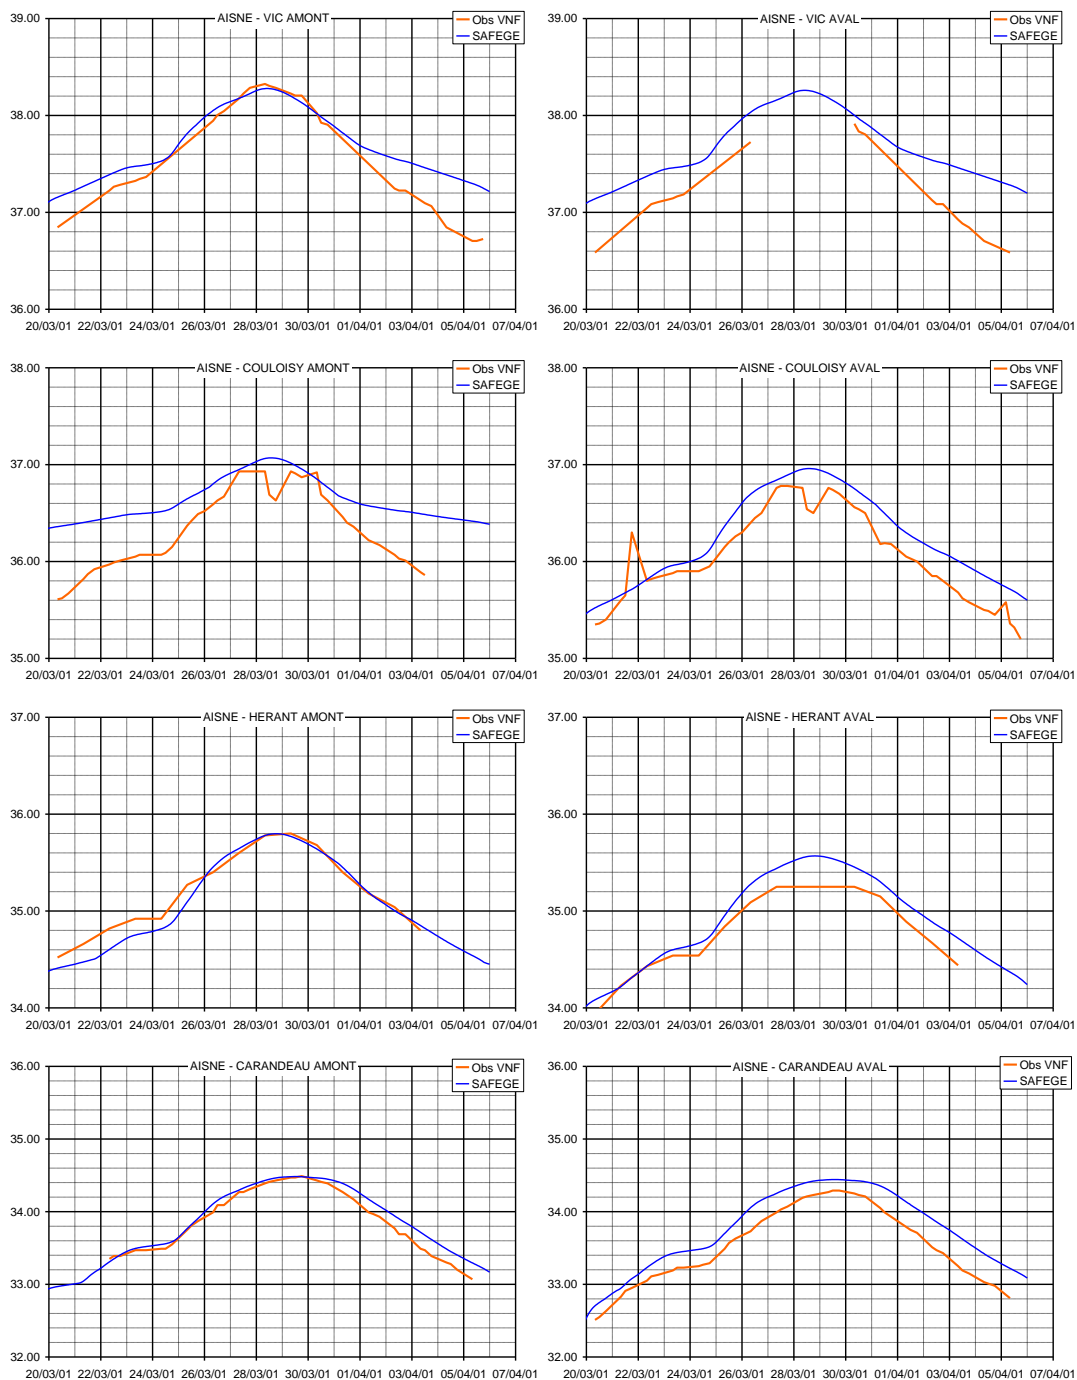 AISNE - VIC AMONT
Obs VNF
SAFEGE
39.00
38.00
37.00
36.00
20/03/01 22/03/01 24/03/01 26/03/01 28/03/01 30/03/01 01/04/01 03/04/01 05/04/01 07/04/01
AISNE - VIC AVAL
Obs VNF
SAFEGE
39.00
38.00
37.00
36.00
20/03/01 22/03/01 24/03/01 26/03/01 28/03/01 30/03/01 01/04/01 03/04/01 05/04/01 07/04/01
AISNE - COULOISY AMONT
Obs VNF
SAFEGE
38.00
37.00
36.00
35.00
20/03/01 22/03/01 24/03/01 26/03/01 28/03/01 30/03/01 01/04/01 03/04/01 05/04/01 07/04/01
AISNE - COULOISY AVAL
Obs VNF
SAFEGE
38.00
37.00
36.00
35.00
20/03/01 22/03/01 24/03/01 26/03/01 28/03/01 30/03/01 01/04/01 03/04/01 05/04/01 07/04/01
AISNE - HERANT AMONT
Obs VNF
SAFEGE
37.00
36.00
35.00
34.00
20/03/01 22/03/01 24/03/01 26/03/01 28/03/01 30/03/01 01/04/01 03/04/01 05/04/01 07/04/01
AISNE - HERANT AVAL
Obs VNF
SAFEGE
37.00
36.00
35.00
34.00
20/03/01 22/03/01 24/03/01 26/03/01 28/03/01 30/03/01 01/04/01 03/04/01 05/04/01 07/04/01
AISNE - CARANDEAU AMONT
Obs VNF
SAFEGE
36.00
35.00
34.00
33.00
32.00
20/03/01 22/03/01 24/03/01 26/03/01 28/03/01 30/03/01 01/04/01 03/04/01 05/04/01 07/04/01
AISNE - CARANDEAU AVAL
Obs VNF
SAFEGE
36.00
35.00
34.00
33.00
32.00
20/03/01 22/03/01 24/03/01 26/03/01 28/03/01 30/03/01 01/04/01 03/04/01 05/04/01 07/04/01